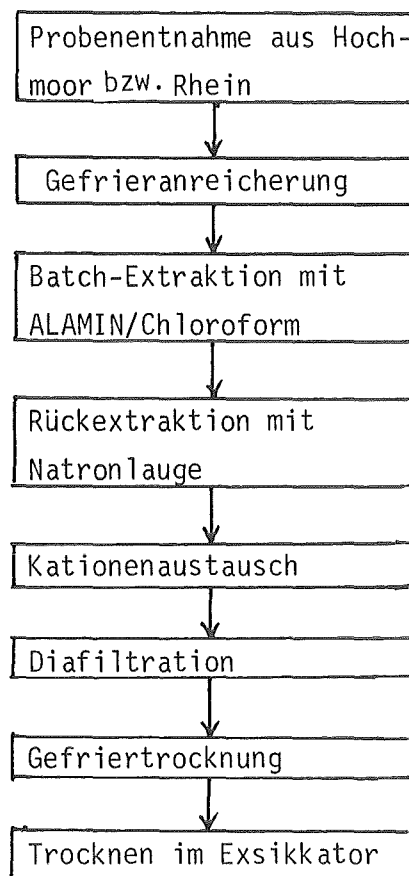 Probenentnahme aus Hoch-
moor bzw. Rhein
Gefrieranreicherung
Batch-Extraktion mit
ALAMIN/Chloroform
Rückextraktion mit
Natronlauge
Kationenaustausch
Diafiltration
Gefriertrocknung
Trocknen im Exsikkator